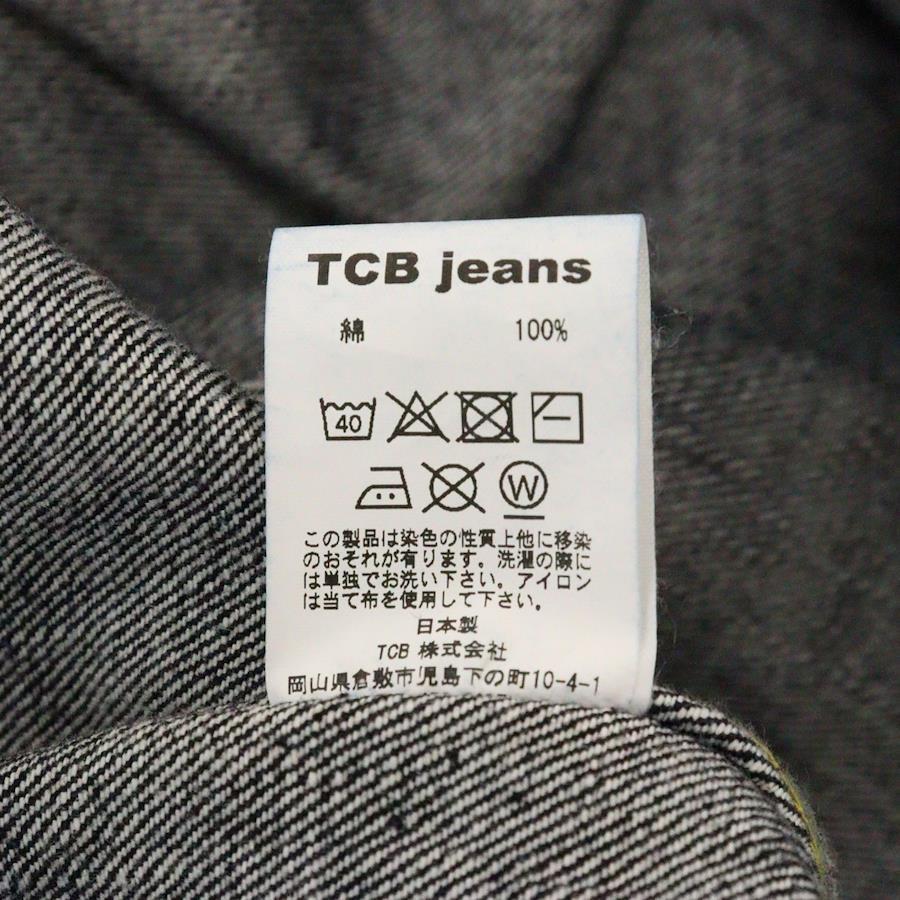 TCB jeans
綿 100%
40
W
この製品は染色の性質上他に移染
のおそれが有ります。洗濯の際に
は単独でお洗い下さい。アイロン
は当て布を使用して下さい。
日本製
TCB 株式会社
岡山県倉敷市児島下の町10-4-1